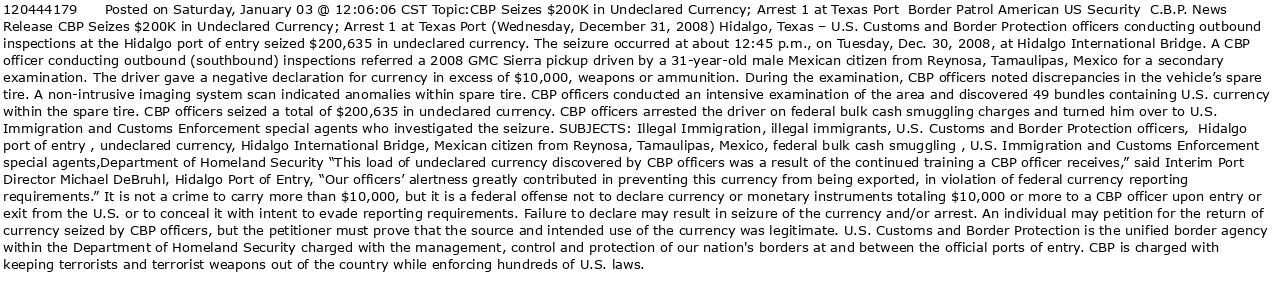 120444179 Posted on Saturday, January 03 @ 12:06:06 CST Topic:CBP Seizes $200K in Undeclared Currency; Arrest 1 at Texas Port Border Patrol American US Security C.B.P. News
Release CBP Seizes $200K in Undeclared Currency; Arrest 1 at Texas Port (Wednesday, December 31, 2008) Hidalgo, Texas – U.S. Customs and Border Protection officers conducting outbound
inspections at the Hidalgo port of entry seized $200,635 in undeclared currency. The seizure occurred at about 12:45 p.m., on Tuesday, Dec. 30, 2008, at Hidalgo International Bridge. A CBP
officer conducting outbound (southbound) inspections referred a 2008 GMC Sierra pickup driven by a 31-year-old male Mexican citizen from Reynosa, Tamaulipas, Mexico for a secondary
examination. The driver gave a negative declaration for currency in excess of $10,000, weapons or ammunition. During the examination, CBP officers noted discrepancies in the vehicle’s spare
tire. A non-intrusive imaging system scan indicated anomalies within spare tire. CBP officers conducted an intensive examination of the area and discovered 49 bundles containing U.S. currency
within the spare tire. CBP officers seized a total of $200,635 in undeclared currency. CBP officers arrested the driver on federal bulk cash smuggling charges and turned him over to U.S.
Immigration and Customs Enforcement special agents who investigated the seizure. SUBJECTS: Illegal Immigration, illegal immigrants, U.S. Customs and Border Protection officers, Hidalgo
port of entry , undeclared currency, Hidalgo International Bridge, Mexican citizen from Reynosa, Tamaulipas, Mexico, federal bulk cash smuggling , U.S. Immigration and Customs Enforcement
special agents,Department of Homeland Security “This load of undeclared currency discovered by CBP officers was a result of the continued training a CBP officer receives,” said Interim Port
Director Michael DeBruhl, Hidalgo Port of Entry, “Our officers’ alertness greatly contributed in preventing this currency from being exported, in violation of federal currency reporting
requirements.” It is not a crime to carry more than $10,000, but it is a federal offense not to declare currency or monetary instruments totaling $10,000 or more to a CBP officer upon entry or
exit from the U.S. or to conceal it with intent to evade reporting requirements. Failure to declare may result in seizure of the currency and/or arrest. An individual may petition for the return of
currency seized by CBP officers, but the petitioner must prove that the source and intended use of the currency was legitimate. U.S. Customs and Border Protection is the unified border agency
within the Department of Homeland Security charged with the management, control and protection of our nation's borders at and between the official ports of entry. CBP is charged with
keeping terrorists and terrorist weapons out of the country while enforcing hundreds of U.S. laws.